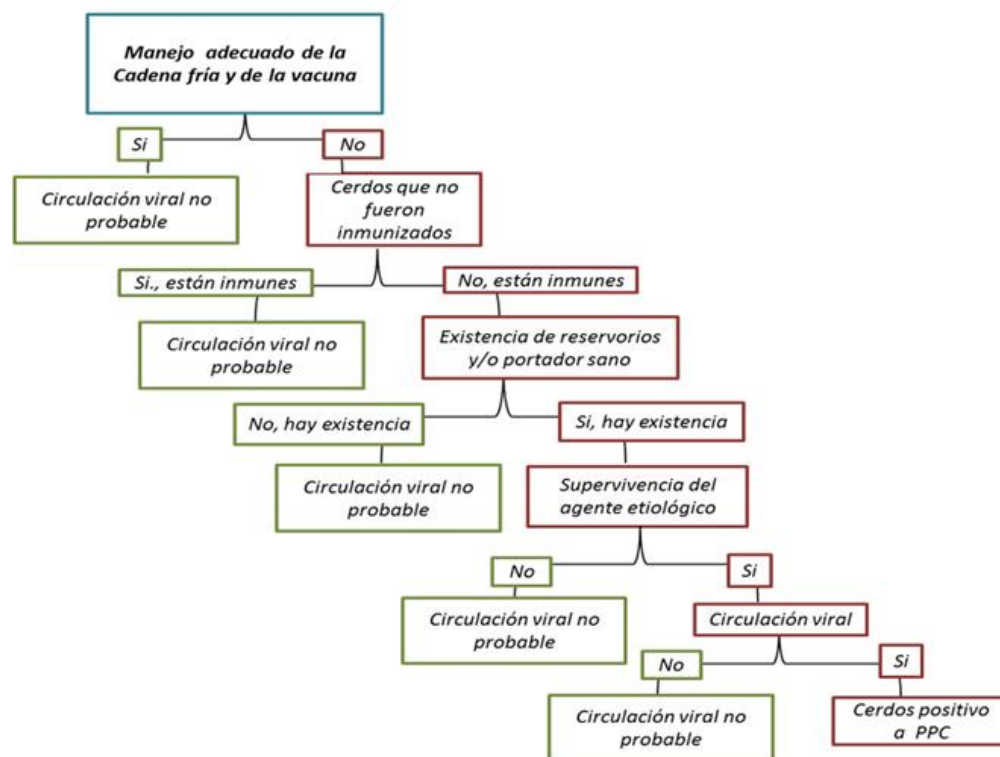 Manejo adecuado de la
Cadena fría y de la vacuna
Si
No
Circulación viral no
probable
Cerdos que no
fueron
inmunizados
Si., están inmunes
No, están inmunes
Circulación viral no
probable
Existencia de reservorios
y/o portador sano
No, hay existencia
Si, hay existencia
Circulación viral no
probable
Supervivencia del
agente etiológico
No
Si
Circulación viral no
probable
Circulación viral
No
Si
Circulación viral no
probable
Cerdos positivo
a PPC